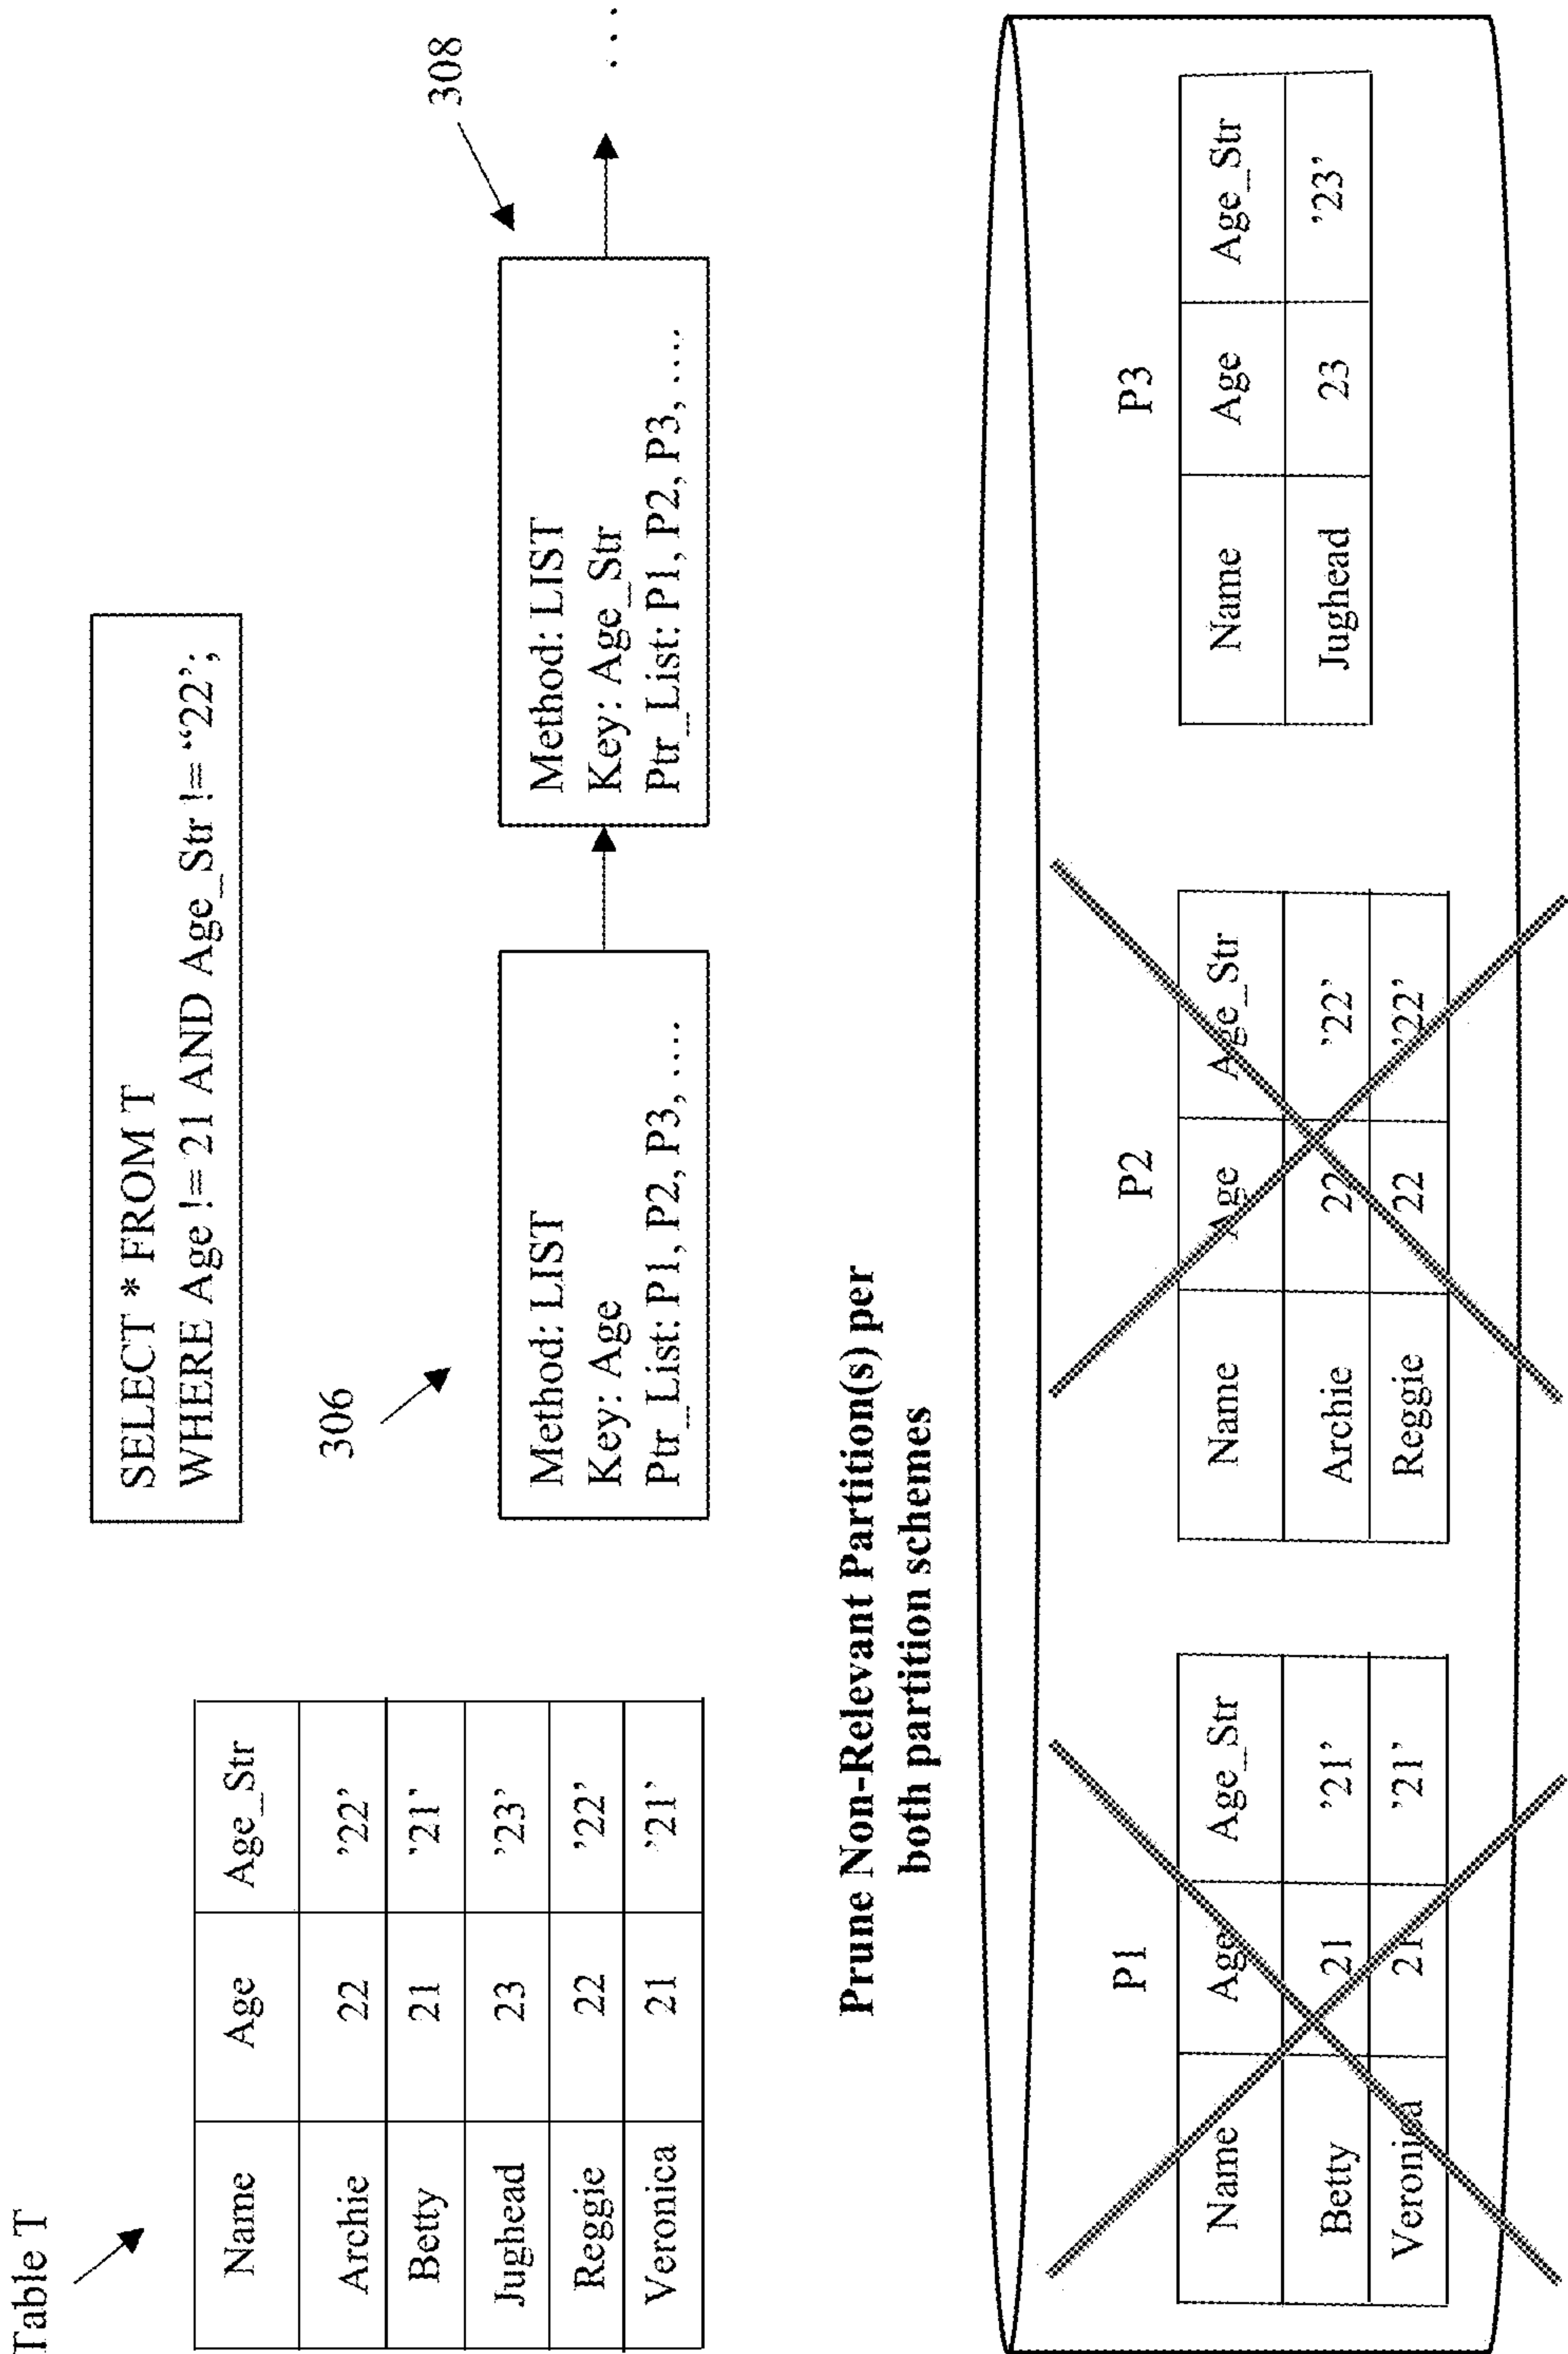 Table T
Name Age Age_Str
Archie 22 ’22’
Betty 21 ’21’
Jughead 23 ’23’
Reggie 22 ’22’
Veronica 21 ’21’
SELECT * FROM T
WHERE Age != 21 AND Age_Str != “22’;
306
Method: LIST
Key: Age
Ptr_List: P1, P2, P3, ....
308
Method: LIST
Key: Age_Str
Ptr_List: P1, P2, P3, ....
...
Prune Non-Relevant Partition(s) per
both partition schemes
P1
Name Age Age_Str
Betty 21 ’21’
Veronica 21 ’21’
P2
Name Age Age_Str
Archie 22 ’22’
Reggie 22 ’22’
P3
Name Age Age_Str
Jughead 23 ’23’